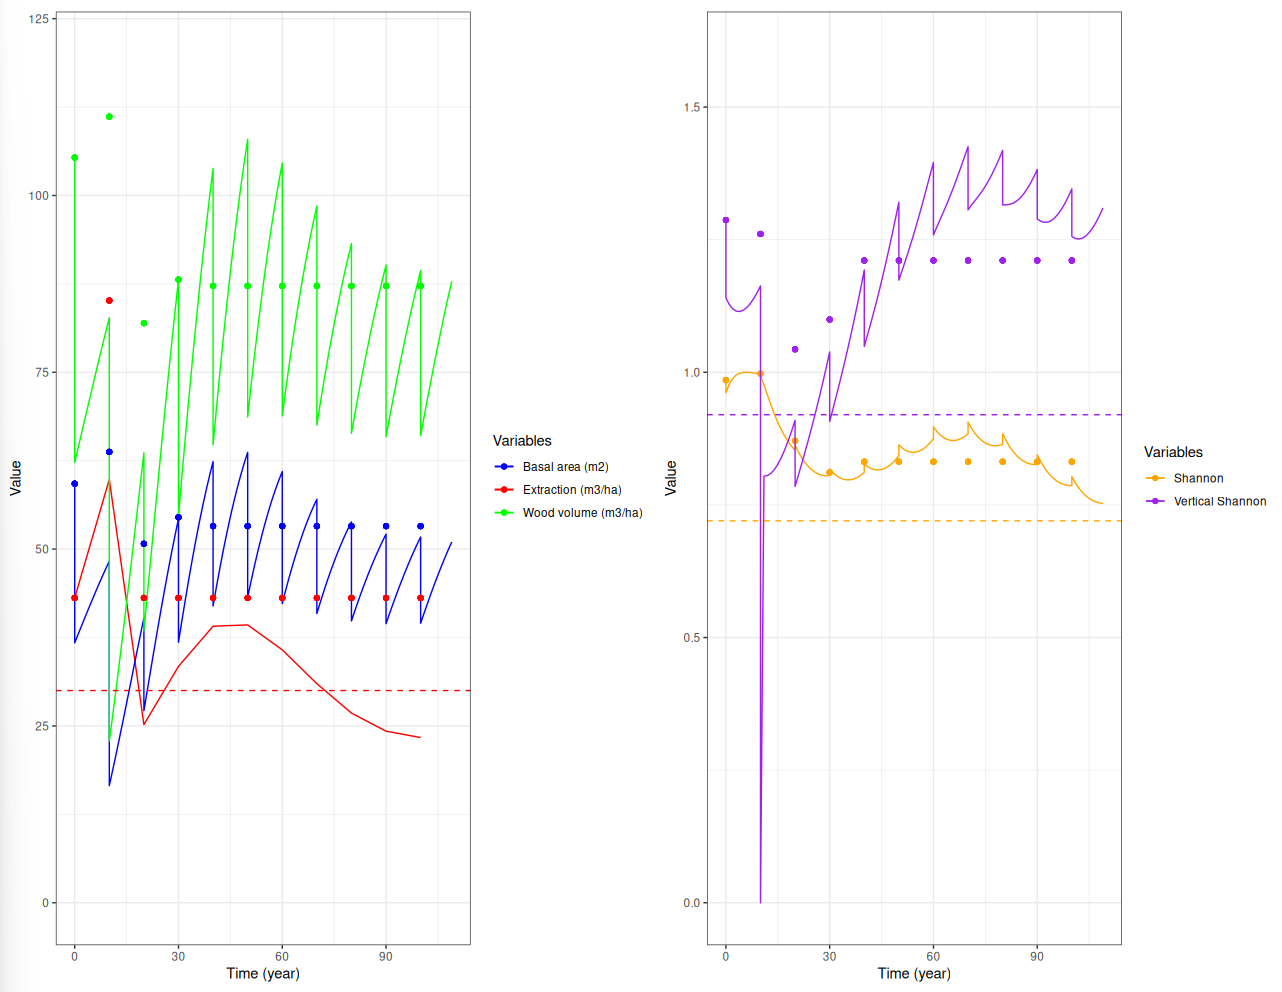 125
100
75
50
25
0
Value
0
30
60
90
Time (year)
Variables
Basal area (m2)
Extraction (m3/ha)
Wood volume (m3/ha)
1.5
1.0
0.5
0.0
Value
0
30
60
90
Time (year)
Variables
Shannon
Vertical Shannon